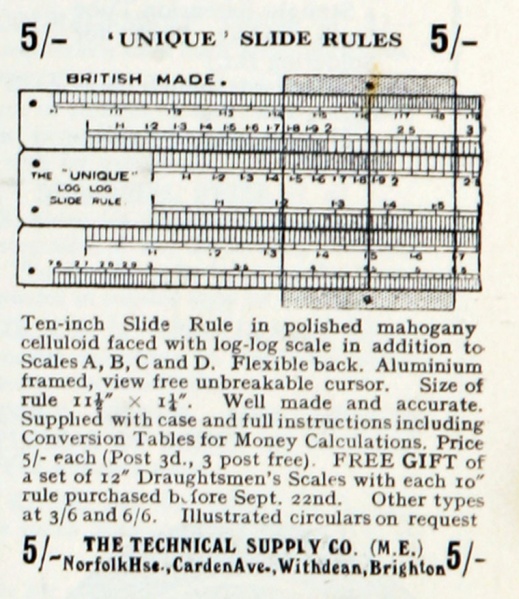 5/- 'UNIQUE' SLIDE RULES 5/-
BRITISH MADE.
THE "UNIQUE"
LOG LOG
SLIDE RULE.
Ten-inch Slide Rule in polished mahogany
celluloid faced with log-log scale in addition to
Scales A, B, C and D. Flexible back. Aluminium
framed, view free unbreakable cursor. Size of
rule 11½" × 1¼". Well made and accurate.
Supplied with case and full instructions including
Conversion Tables for Money Calculations. Price
5/- each (Post 3d., 3 post free). FREE GIFT of
a set of 12" Draughtsmen's Scales with each 10"
rule purchased before Sept. 22nd. Other types
at 3/6 and 6/6. Illustrated circulars on request
5/- THE TECHNICAL SUPPLY CO. (M.E.) 5/-
Norfolk Hse., Carden Ave., Withdean, Brighton